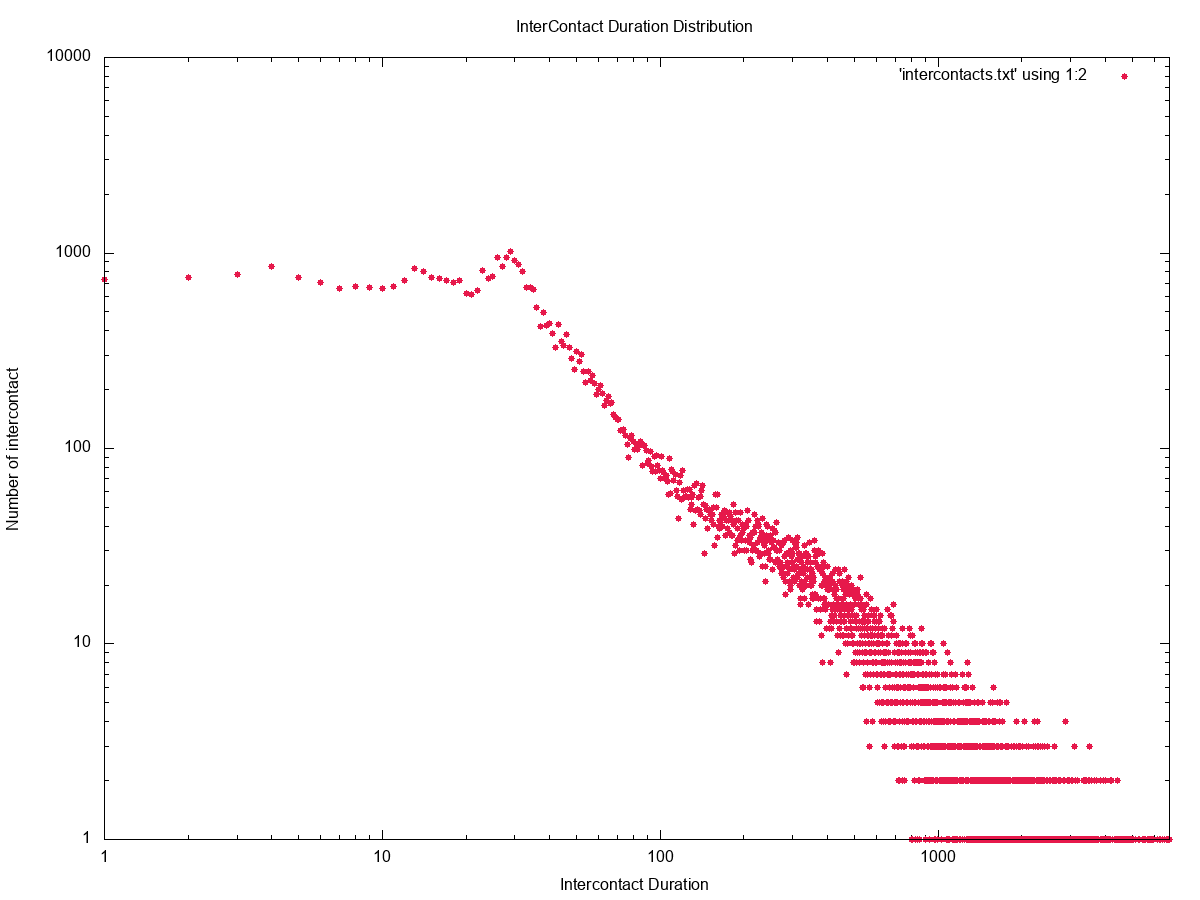 InterContact Duration Distribution
'intercontacts.txt' using 1:2
Number of intercontact
10000
1000
100
10
1
1 10 100 1000
Intercontact Duration